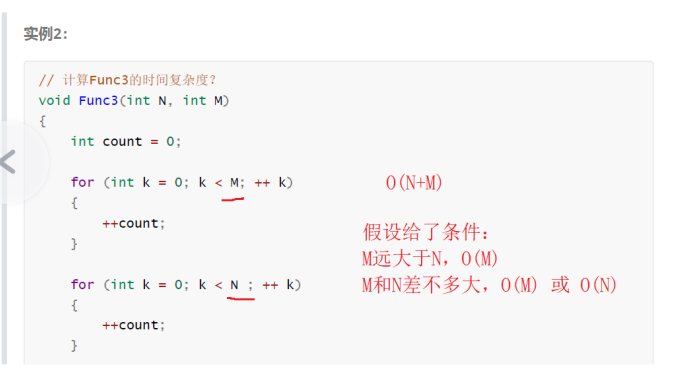 实例2：
// 计算Func3的时间复杂度？
void Func3(int N, int M)
{
int count = 0;
for (int k = 0; k < M; ++ k)
O(N+M)
{
++count;
}
假设给了条件：
M远大于N，O(M)
M和N差不多大，O(M) 或 O(N)
for (int k = 0; k < N ; ++ k)
{
++count;
}